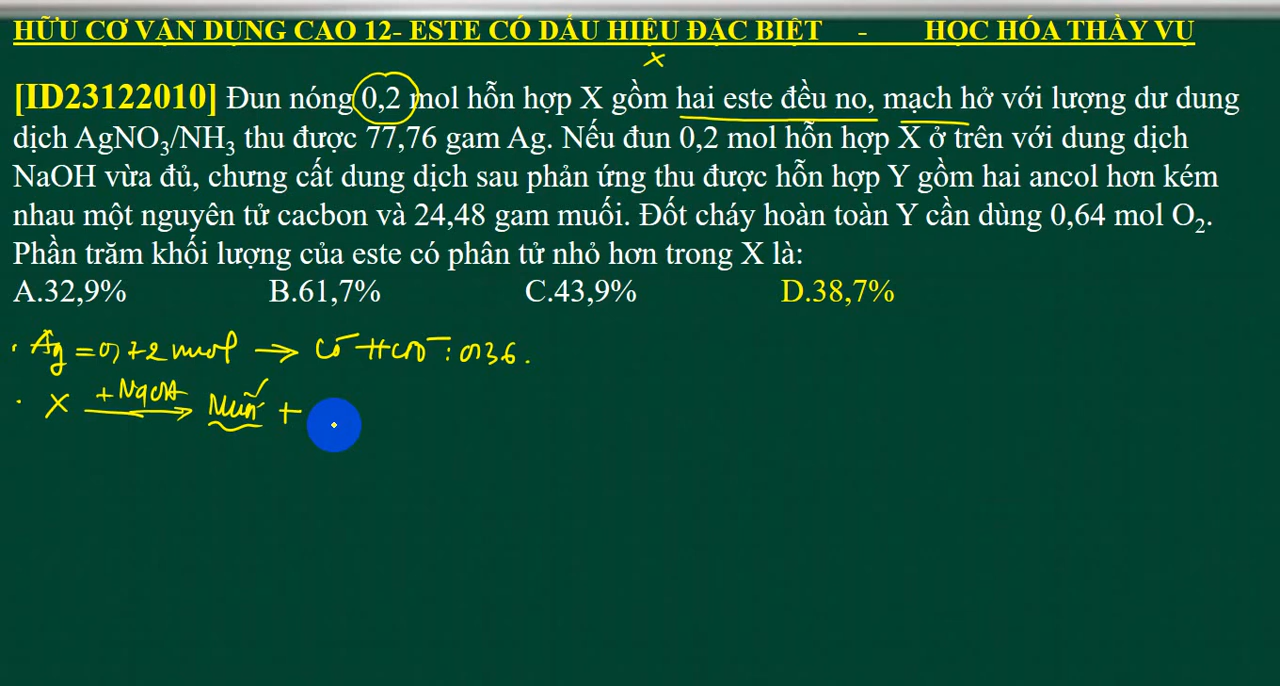 HỮU CƠ VẬN DỤNG CAO 12- ESTE CÓ DẤU HIỆU ĐẶC BIỆT - HỌC HÓA THẦY VỤ
x
[ID23122010] Đun nóng 0,2 mol hỗn hợp X gồm hai este đều no, mạch hở với lượng dư dung
dịch AgNO₃/NH₃ thu được 77,76 gam Ag. Nếu đun 0,2 mol hỗn hợp X ở trên với dung dịch
NaOH vừa đủ, chưng cất dung dịch sau phản ứng thu được hỗn hợp Y gồm hai ancol hơn kém
nhau một nguyên tử cacbon và 24,48 gam muối. Đốt cháy hoàn toàn Y cần dùng 0,64 mol O₂.
Phần trăm khối lượng của este có phân tử nhỏ hơn trong X là:
A.32,9% B.61,7% C.43,9% D.38,7%
. Ag = 0,72 mol → có HCOO⁻ : 0,36.
. X + NaOH → Muối +